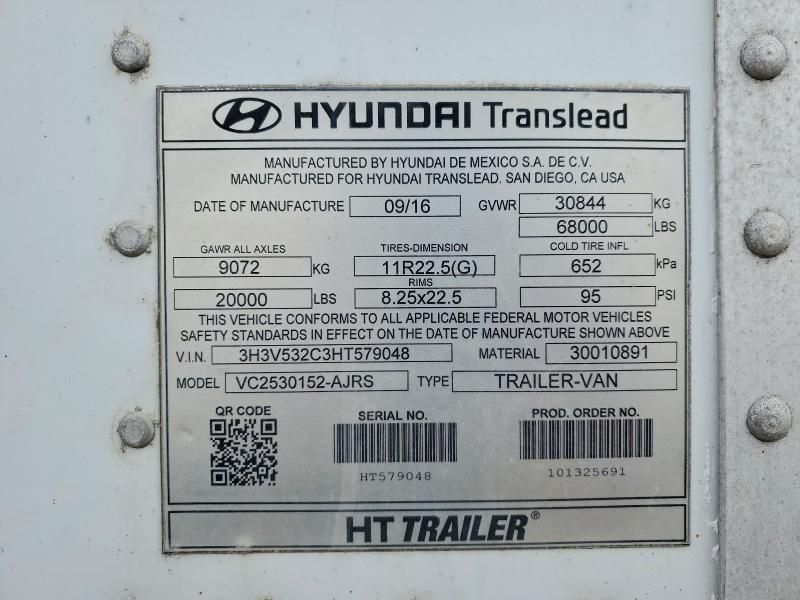 HYUNDAI Translead
MANUFACTURED BY HYUNDAI DE MEXICO S.A. DE C.V.
MANUFACTURED FOR HYUNDAI TRANSLEAD. SAN DIEGO, CA USA
DATE OF MANUFACTURE 09/16 GVWR 30844 KG
68000 LBS
GAWR ALL AXLES TIRES-DIMENSION COLD TIRE INFL
9072 KG 11R22.5(G) 652 kPa
RIMS
20000 LBS 8.25x22.5 95 PSI
THIS VEHICLE CONFORMS TO ALL APPLICABLE FEDERAL MOTOR VEHICLES
SAFETY STANDARDS IN EFFECT ON THE DATE OF MANUFACTURE SHOWN ABOVE
V.I.N. 3H3V532C3HT579048 MATERIAL 30010891
MODEL VC2530152-AJRS TYPE TRAILER-VAN
QR CODE SERIAL NO. PROD. ORDER NO.
HT579048 101325691
HT TRAILER®